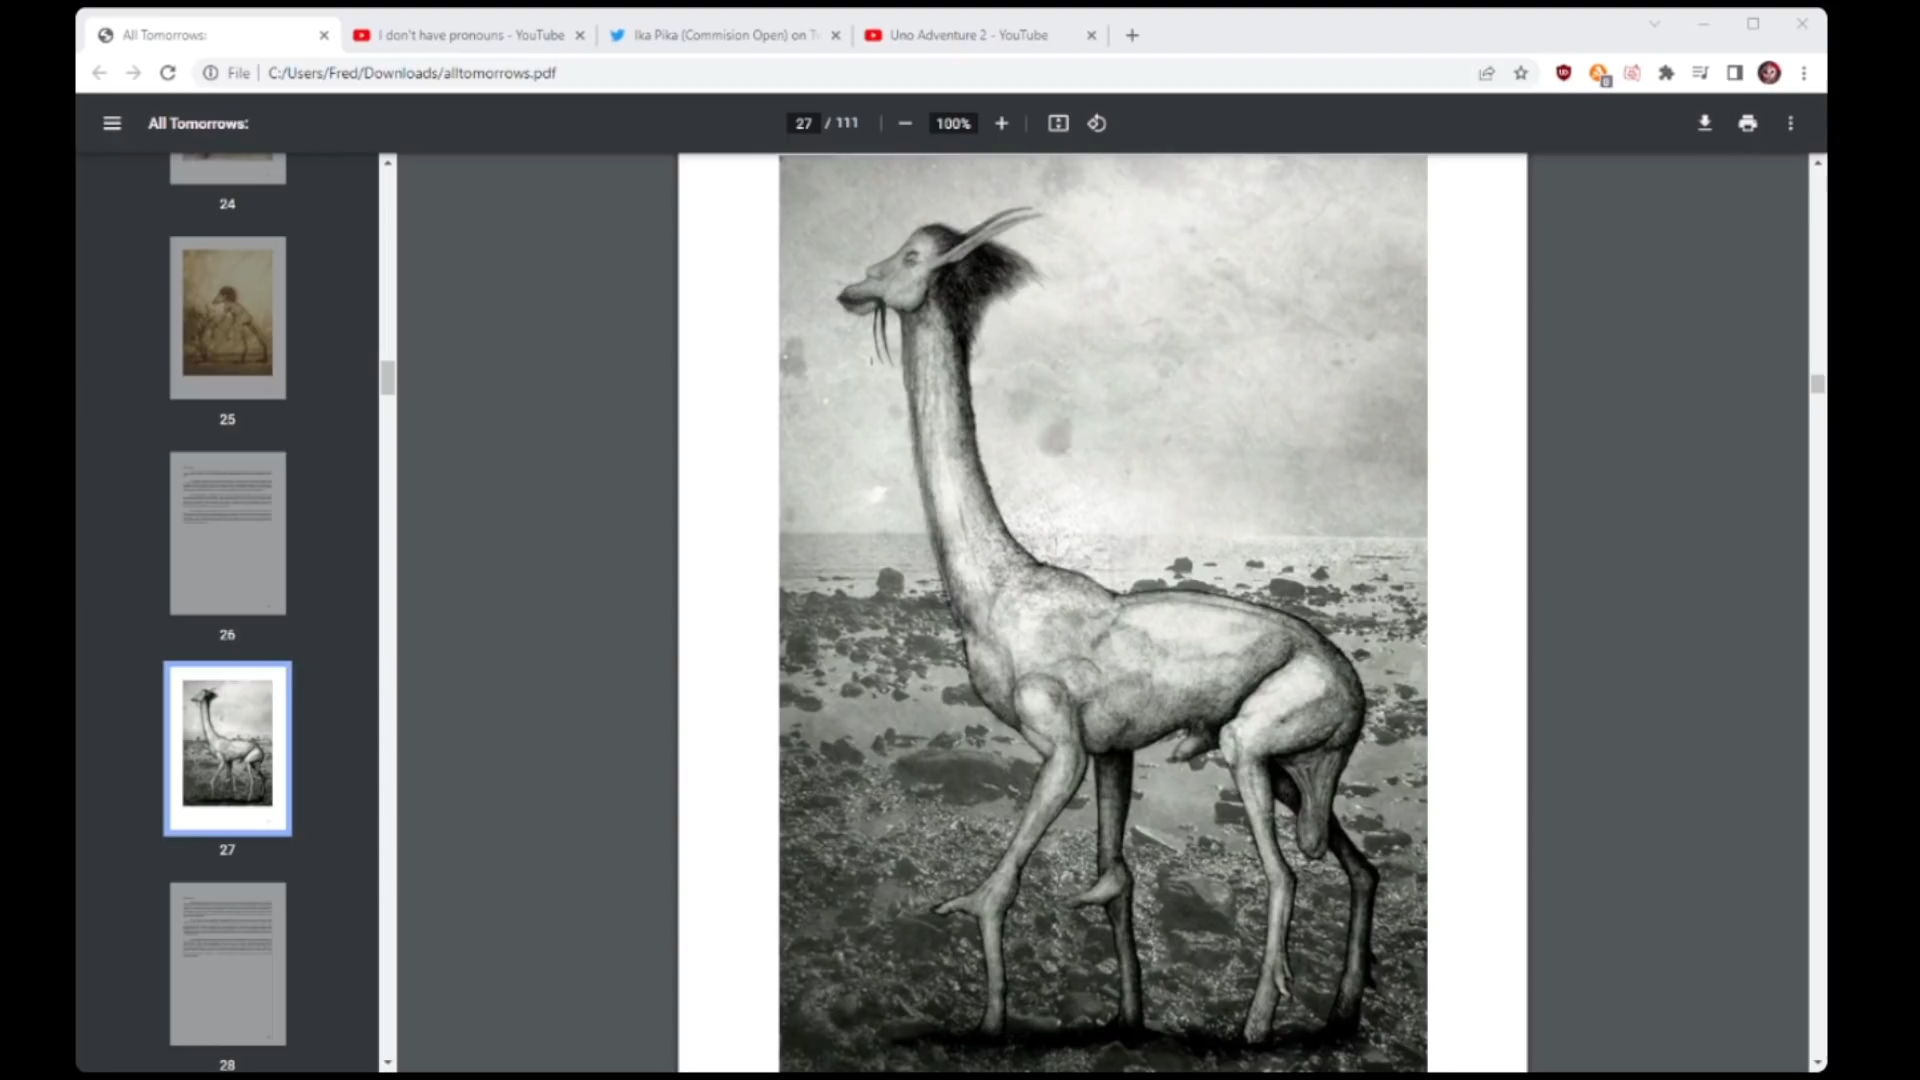 All Tomorrows:
I don't have pronouns - YouTube
Ika Pika (Commision Open) on Tw
Uno Adventure 2 - YouTube
File
C:/Users/Fred/Downloads/alltomorrows.pdf
All Tomorrows:
27 / 111
100%
24
25
26
27
28